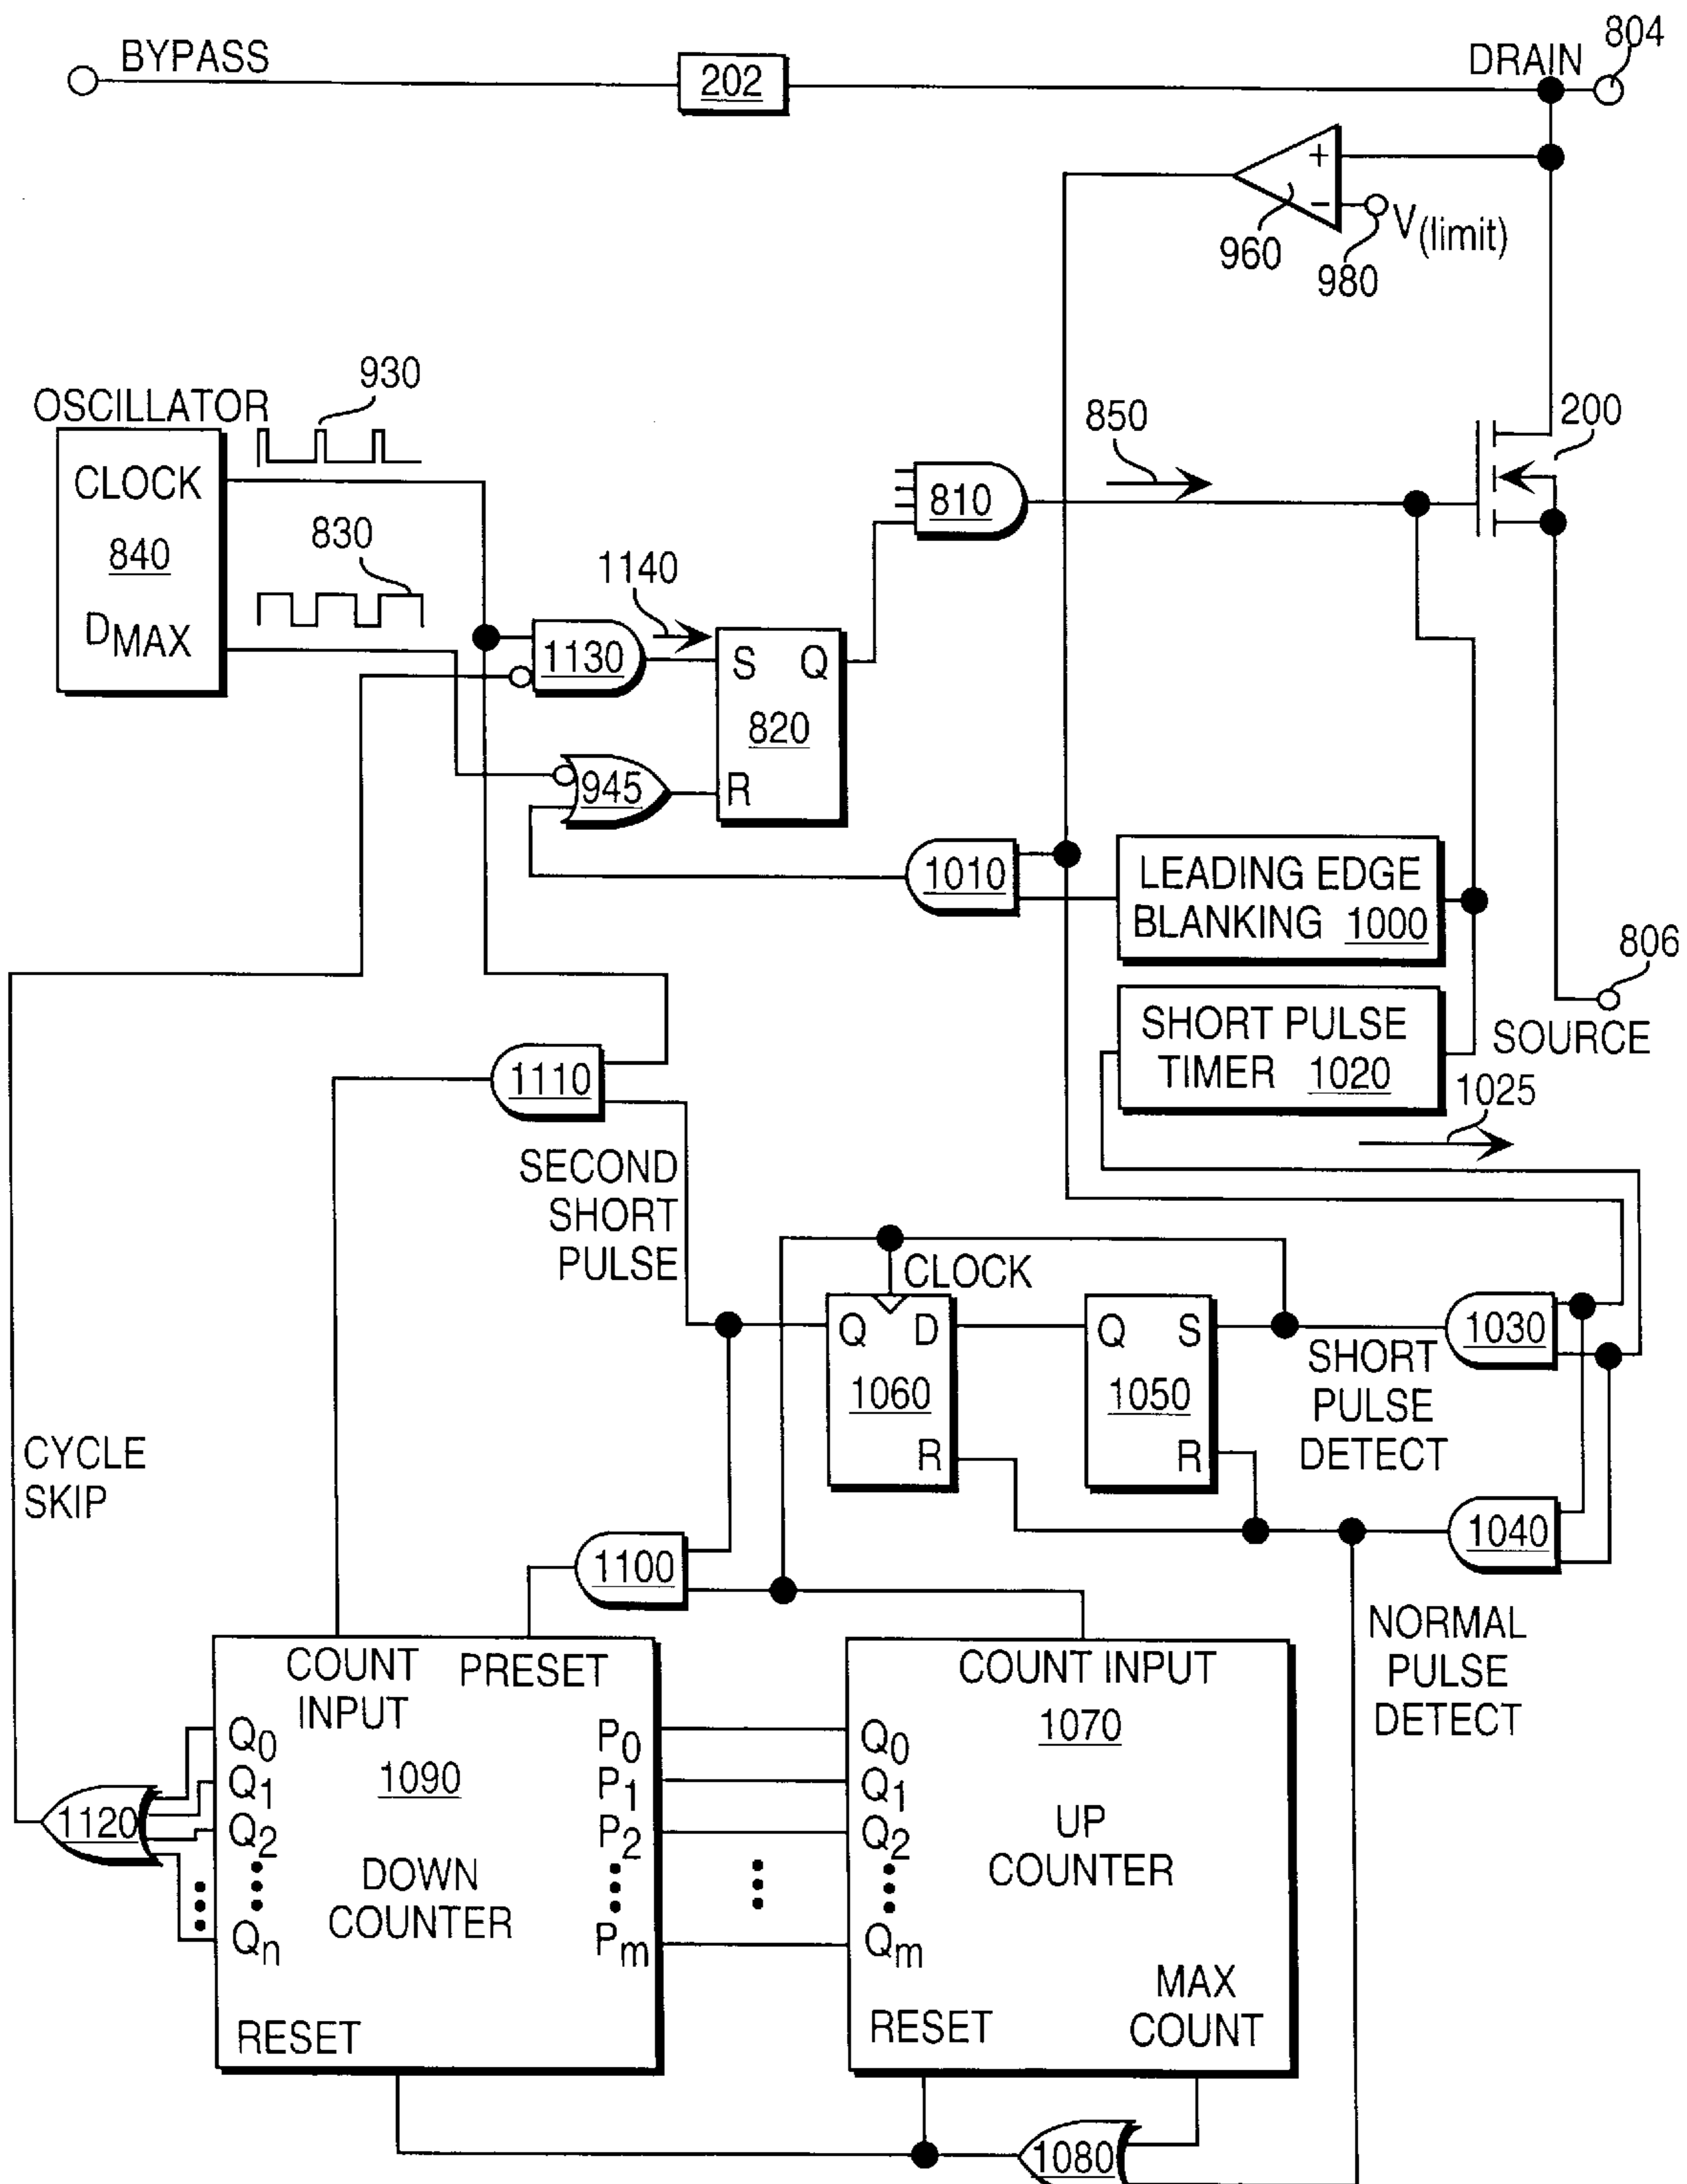 BYPASS
202
DRAIN
804
+
−
V(limit)
960
980
OSCILLATOR
930
CLOCK
840
830
DMAX
1140
1130
S Q
820
R
945
810
850
200
1010
LEADING EDGE
BLANKING 1000
806
SOURCE
SHORT PULSE
TIMER 1020
1025
1110
SECOND
SHORT
PULSE
CLOCK
Q D
1060
R
Q S
1050
R
1030
SHORT
PULSE
DETECT
CYCLE
SKIP
1100
1040
NORMAL
PULSE
DETECT
COUNT
INPUT
PRESET
Q0
Q1
Q2
Qn
1090
DOWN
COUNTER
P0
P1
P2
Pm
RESET
1120
COUNT INPUT
1070
Q0
Q1
Q2
Qm
UP
COUNTER
RESET
MAX
COUNT
1080